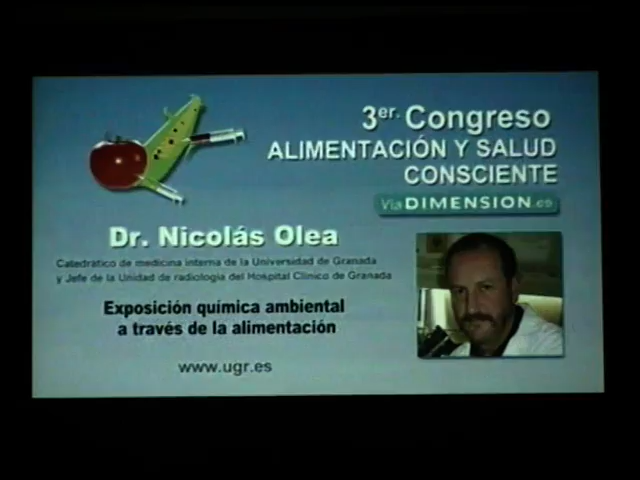 3er. Congreso
ALIMENTACIÓN Y SALUD
CONSCIENTE
ViaDIMENSION.es
Dr. Nicolás Olea
Catedrático de medicina interna de la Universidad de Granada
y Jefe de la Unidad de radiología del Hospital Clínico de Granada
Exposición química ambiental
a través de la alimentación
www.ugr.es